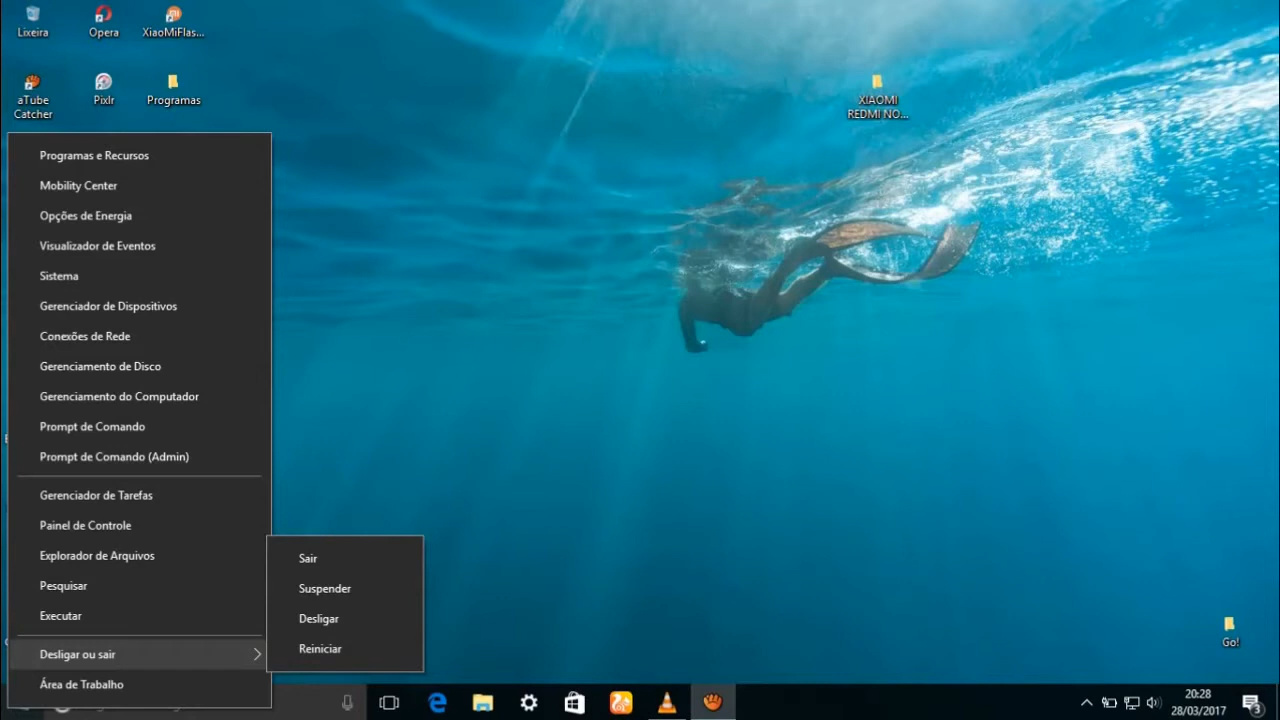 Lixeira
Opera
XiaoMiFlas...
aTube
Catcher
Pixlr
Programas
XIAOMI
REDMI NO...
Programas e Recursos
Mobility Center
Opções de Energia
Visualizador de Eventos
Sistema
Gerenciador de Dispositivos
Conexões de Rede
Gerenciamento de Disco
Gerenciamento do Computador
Prompt de Comando
Prompt de Comando (Admin)
Gerenciador de Tarefas
Painel de Controle
Explorador de Arquivos
Pesquisar
Executar
Desligar ou sair
Área de Trabalho
Sair
Suspender
Desligar
Reiniciar
Go!
20:28
28/03/2017
3